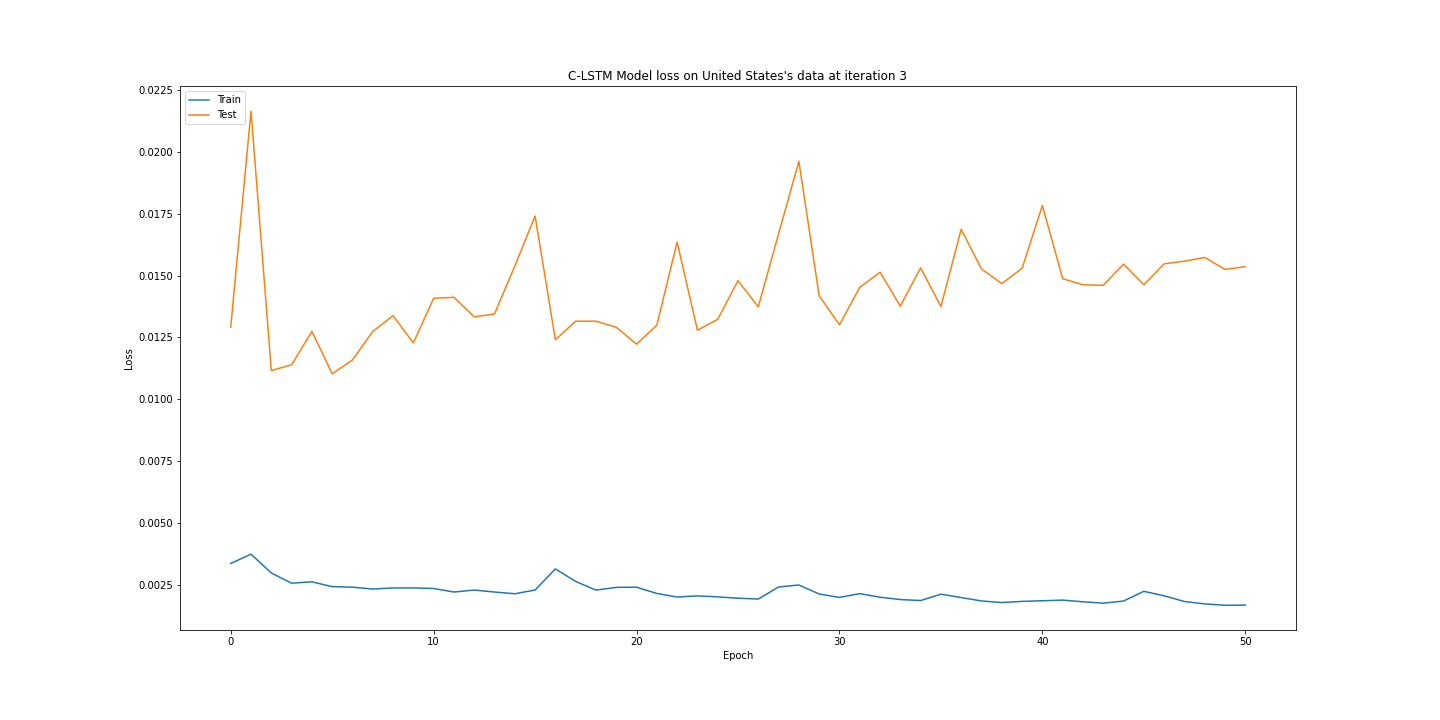 C-LSTM Model loss on United States's data at iteration 3
Train
Test
0.0225
0.0200
0.0175
0.0150
0.0125
0.0100
0.0075
0.0050
0.0025
Loss
0 10 20 30 40 50
Epoch